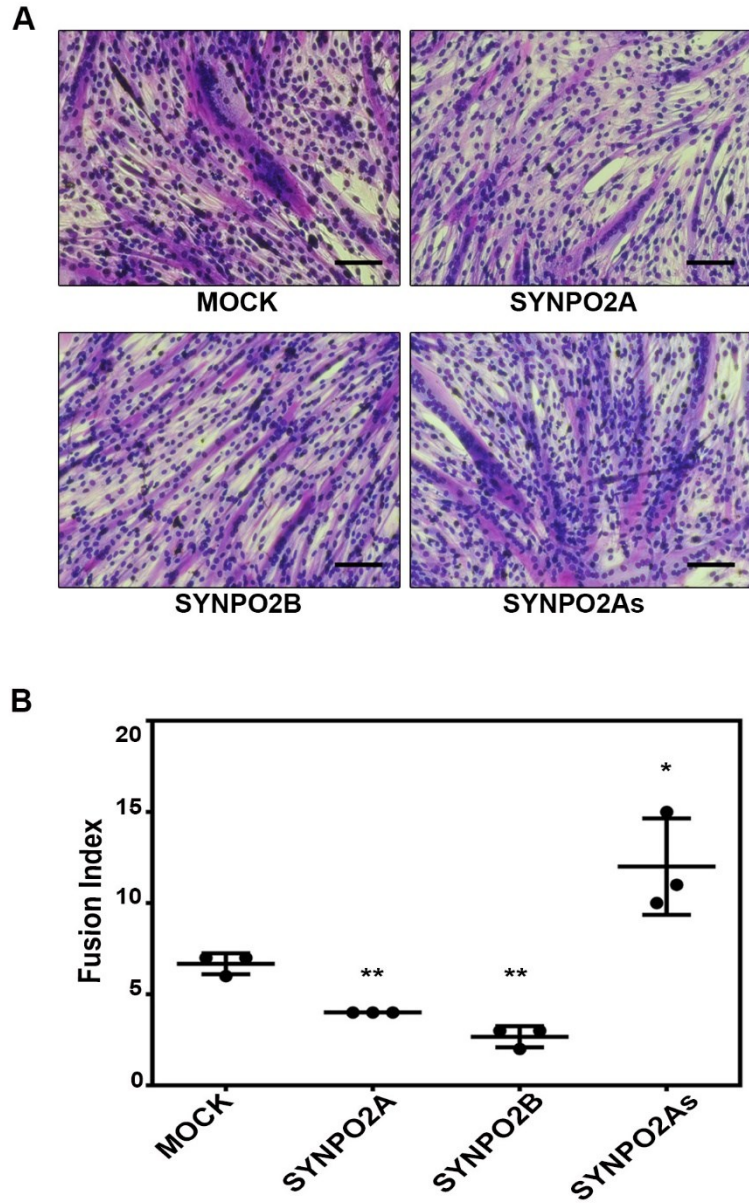 A
MOCK
SYNPO2A
SYNPO2B
SYNPO2As
B
Fusion Index
20
15
10
5
0
**
**
*
MOCK
SYNPO2A
SYNPO2B
SYNPO2As